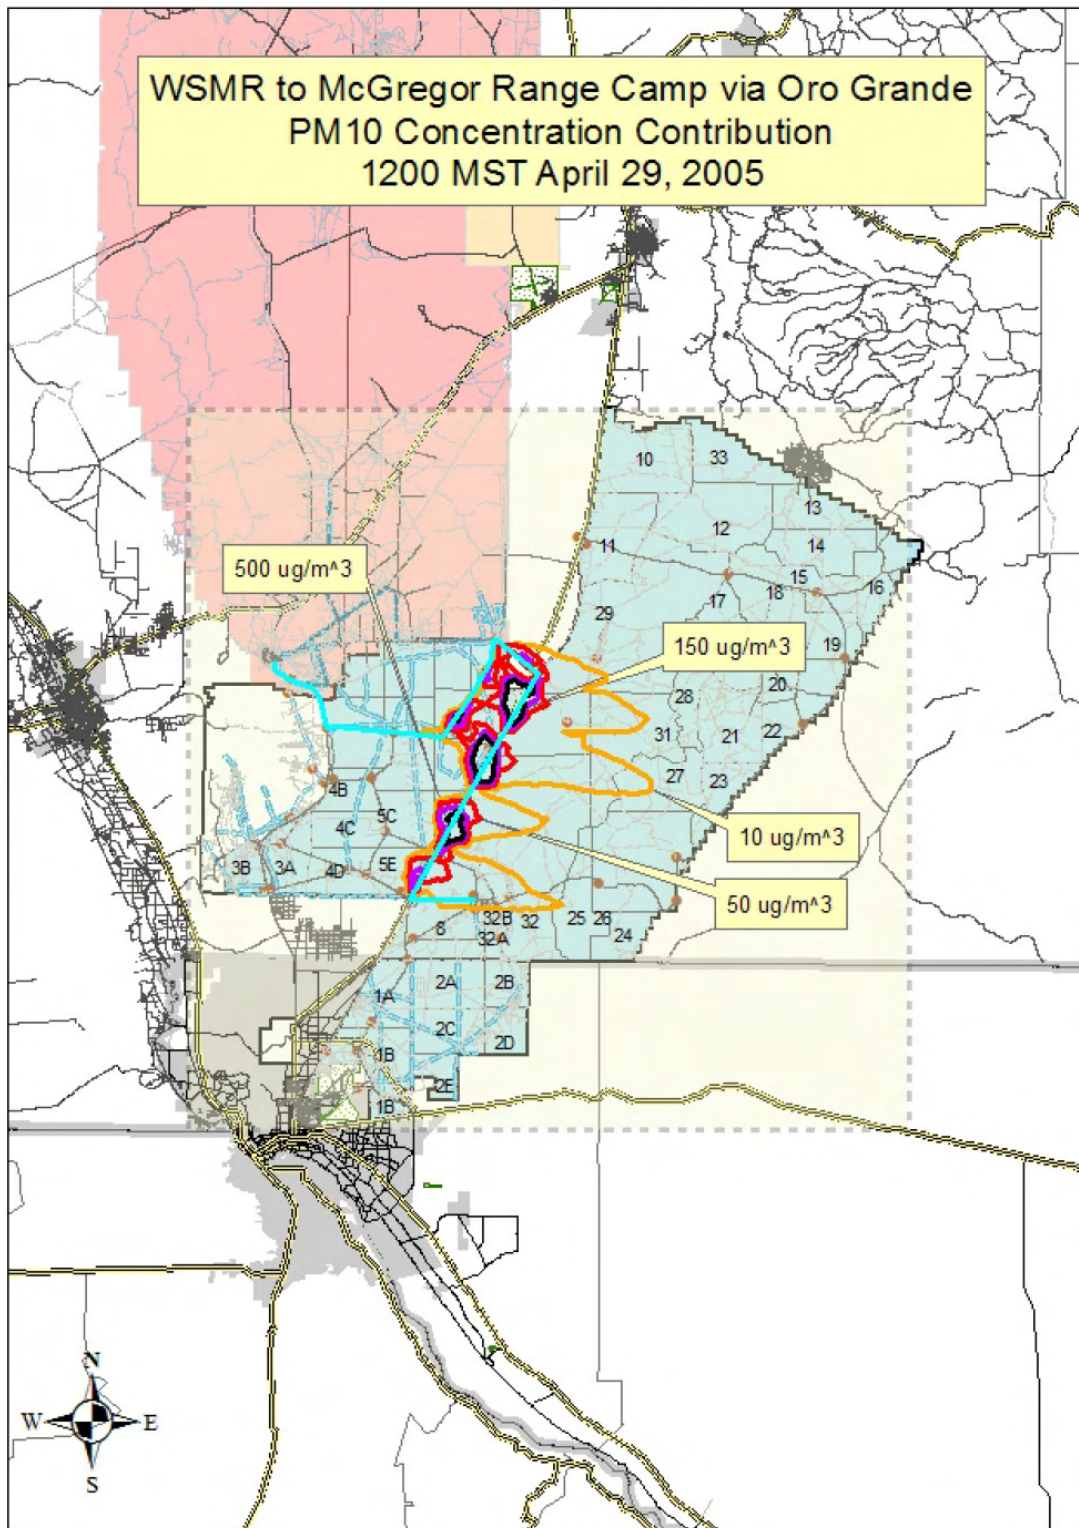 WSMR to McGregor Range Camp via Oro Grande
PM10 Concentration Contribution
1200 MST April 29, 2005
10
33
13
12
14
11
500 ug/m^3
15
16
17
18
29
19
150 ug/m^3
20
28
31
21
22
27
23
4B
5C
4C
10 ug/m^3
3B
3A
4D
5E
50 ug/m^3
8
32B
32
25
26
32A
24
2A
2B
1A
2C
2D
1B
2E
1B
N
W
E
S